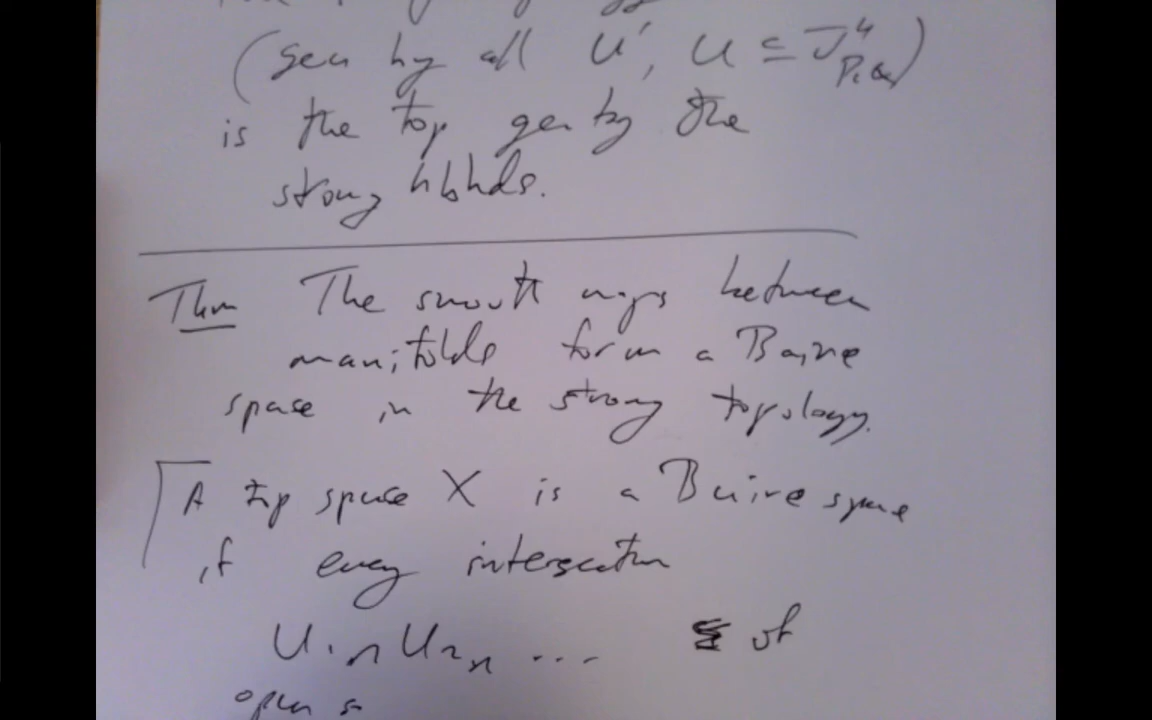 (gen by all U', U ⊆ J⁴_{P,Q})
is the top gen by the
strong nbhds.
Thm The smooth maps between
manifolds form a Baire
space in the strong topology.
A top space X is a Baire space
if every intersection
U₁ ∩ U₂ ∩ ... of
open s